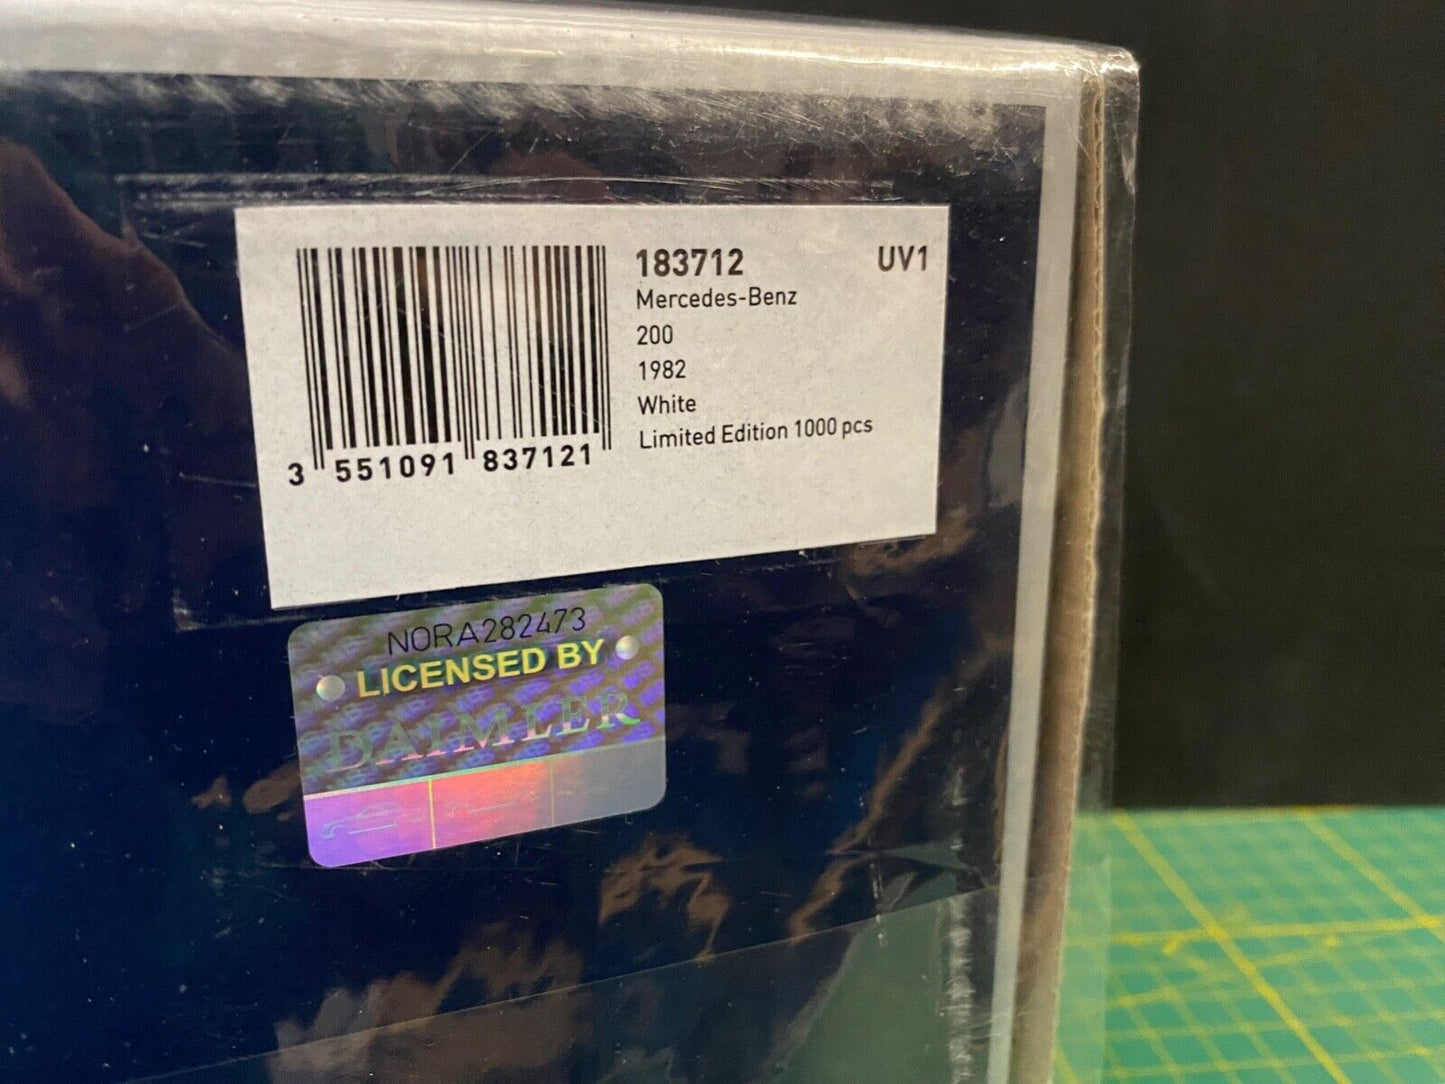 183712 UV1
Mercedes-Benz
200
1982
White
Limited Edition 1000 pcs
3 551091 837121
NORA282473
LICENSED BY
DAIMLER